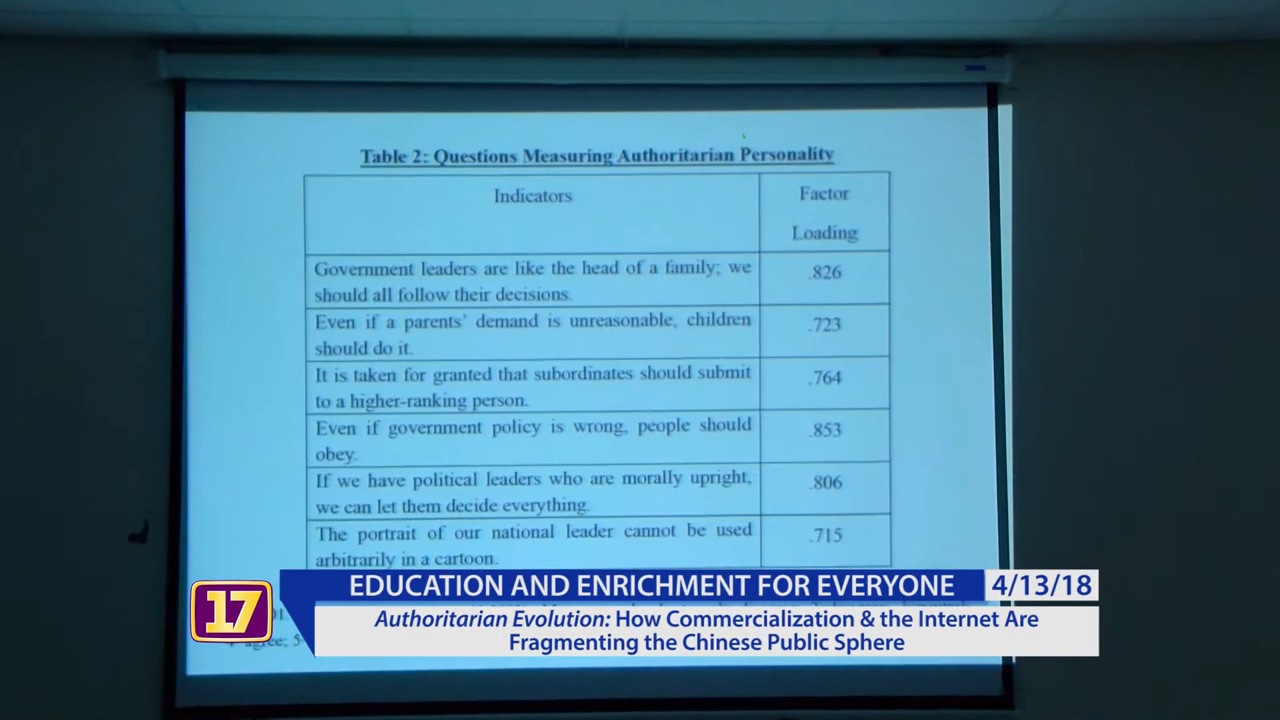 Table 2: Questions Measuring Authoritarian Personality
Indicators
Factor
Loading
Government leaders are like the head of a family; we
should all follow their decisions.
.826
Even if a parents' demand is unreasonable, children
should do it.
.723
It is taken for granted that subordinates should submit
to a higher-ranking person.
.764
Even if government policy is wrong, people should
obey.
.853
If we have political leaders who are morally upright,
we can let them decide everything.
.806
The portrait of our national leader cannot be used
arbitrarily in a cartoon.
.715
17
EDUCATION AND ENRICHMENT FOR EVERYONE
4/13/18
Authoritarian Evolution: How Commercialization & the Internet Are
Fragmenting the Chinese Public Sphere
agree; 5